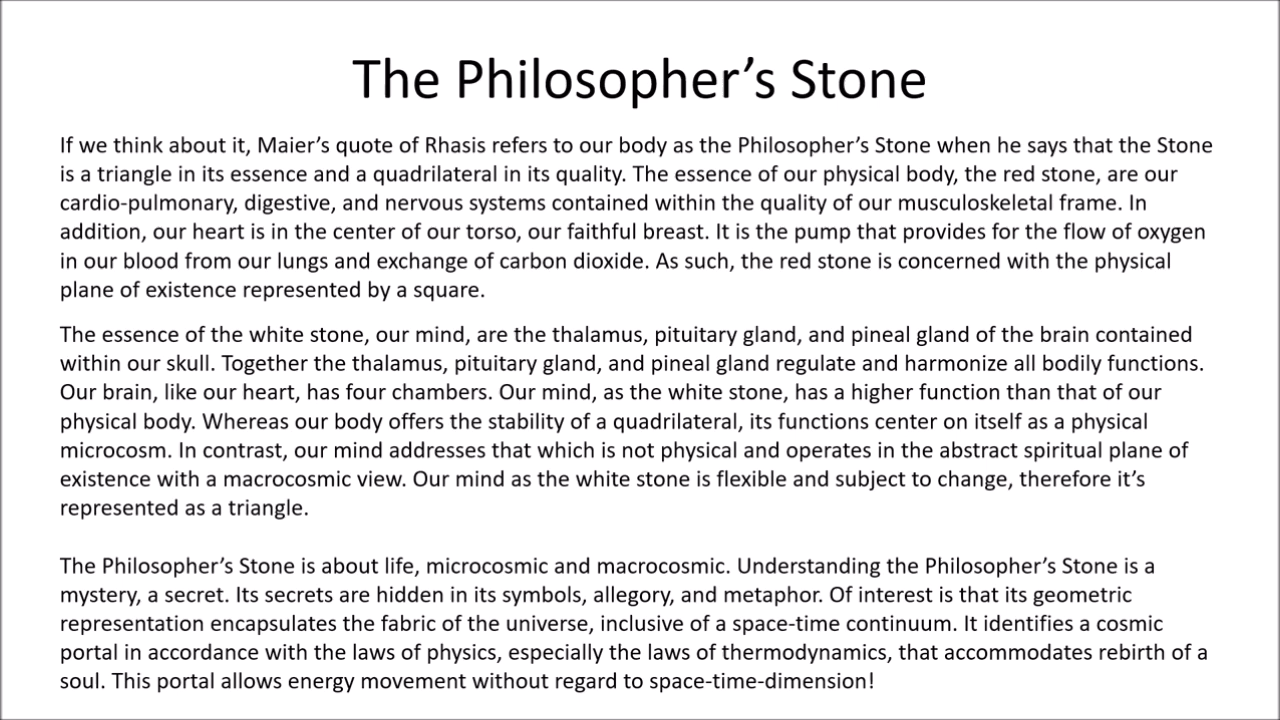 The Philosopher’s Stone
If we think about it, Maier’s quote of Rhasis refers to our body as the Philosopher’s Stone when he says that the Stone
is a triangle in its essence and a quadrilateral in its quality. The essence of our physical body, the red stone, are our
cardio-pulmonary, digestive, and nervous systems contained within the quality of our musculoskeletal frame. In
addition, our heart is in the center of our torso, our faithful breast. It is the pump that provides for the flow of oxygen
in our blood from our lungs and exchange of carbon dioxide. As such, the red stone is concerned with the physical
plane of existence represented by a square.
The essence of the white stone, our mind, are the thalamus, pituitary gland, and pineal gland of the brain contained
within our skull. Together the thalamus, pituitary gland, and pineal gland regulate and harmonize all bodily functions.
Our brain, like our heart, has four chambers. Our mind, as the white stone, has a higher function than that of our
physical body. Whereas our body offers the stability of a quadrilateral, its functions center on itself as a physical
microcosm. In contrast, our mind addresses that which is not physical and operates in the abstract spiritual plane of
existence with a macrocosmic view. Our mind as the white stone is flexible and subject to change, therefore it’s
represented as a triangle.
The Philosopher’s Stone is about life, microcosmic and macrocosmic. Understanding the Philosopher’s Stone is a
mystery, a secret. Its secrets are hidden in its symbols, allegory, and metaphor. Of interest is that its geometric
representation encapsulates the fabric of the universe, inclusive of a space-time continuum. It identifies a cosmic
portal in accordance with the laws of physics, especially the laws of thermodynamics, that accommodates rebirth of a
soul. This portal allows energy movement without regard to space-time-dimension!